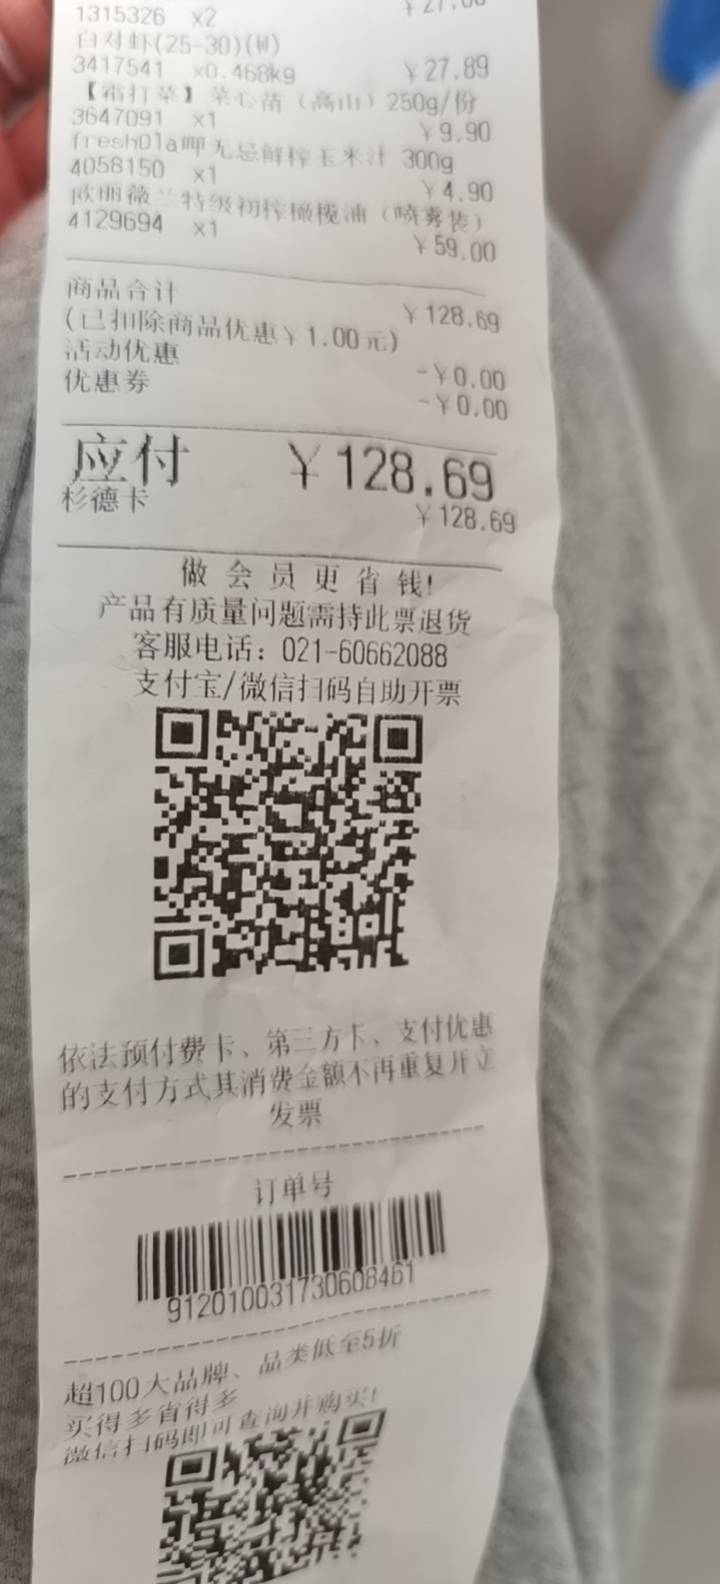 1315326 x2
白对虾(25-30)(树)
3417541 x0.468kg ￥27.89
【霜打菜】菜心苗（高山）250g/份
3647091 x1 ￥9.90
fresh01a呷无忌鲜榨玉米汁 300g
4058150 x1 ￥4.90
欧丽薇兰特级初榨橄榄油（喷雾装）
4129694 x1 ￥59.00
商品合计 ￥128.69
(已扣除商品优惠￥1.00元)
活动优惠 -￥0.00
优惠券 -￥0.00
应付 ￥128.69
杉德卡 ￥128.69
做会员更省钱!
产品有质量问题需持此票退货
客服电话：021-60662088
支付宝/微信扫码自助开票
依法预付费卡、第三方卡、支付优惠
的支付方式其消费金额不再重复开立
发票
订单号
912010031730608461
超100大品牌、品类低至5折
买得多省得多
微信扫码即可查询并购买!